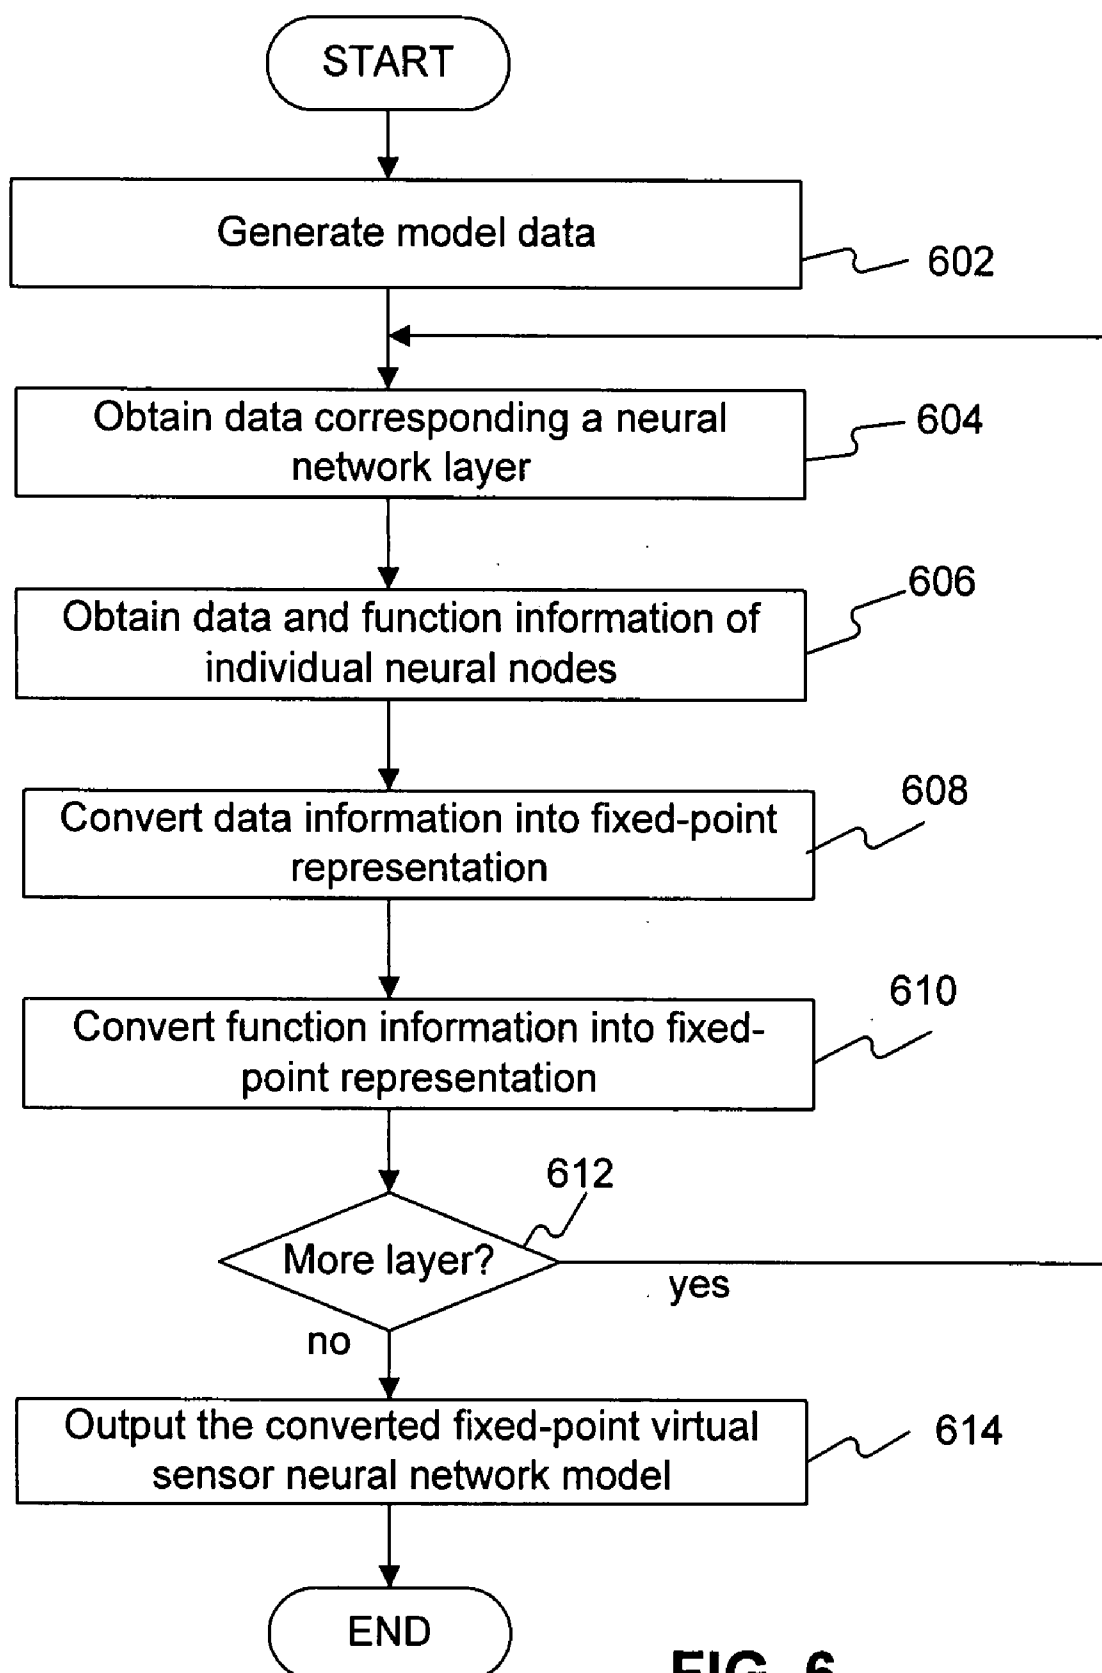 START
Generate model data
602
Obtain data corresponding a neural
network layer
604
Obtain data and function information of
individual neural nodes
606
Convert data information into fixed-point
representation
608
Convert function information into fixed-
point representation
610
More layer?
612
yes
no
Output the converted fixed-point virtual
sensor neural network model
614
END
FIG. 6